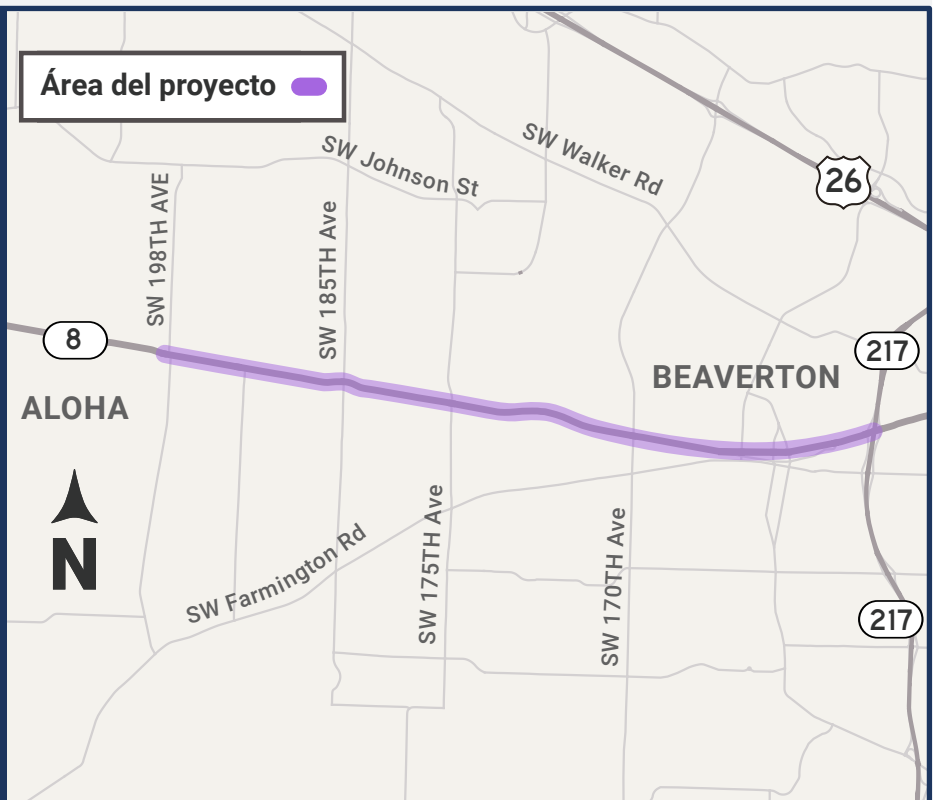 Área del proyecto
SW Johnson St
SW Walker Rd
26
SW 198TH AVE
SW 185TH Ave
8
217
BEAVERTON
ALOHA
N
SW Farmington Rd
SW 175TH Ave
SW 170TH Ave
217